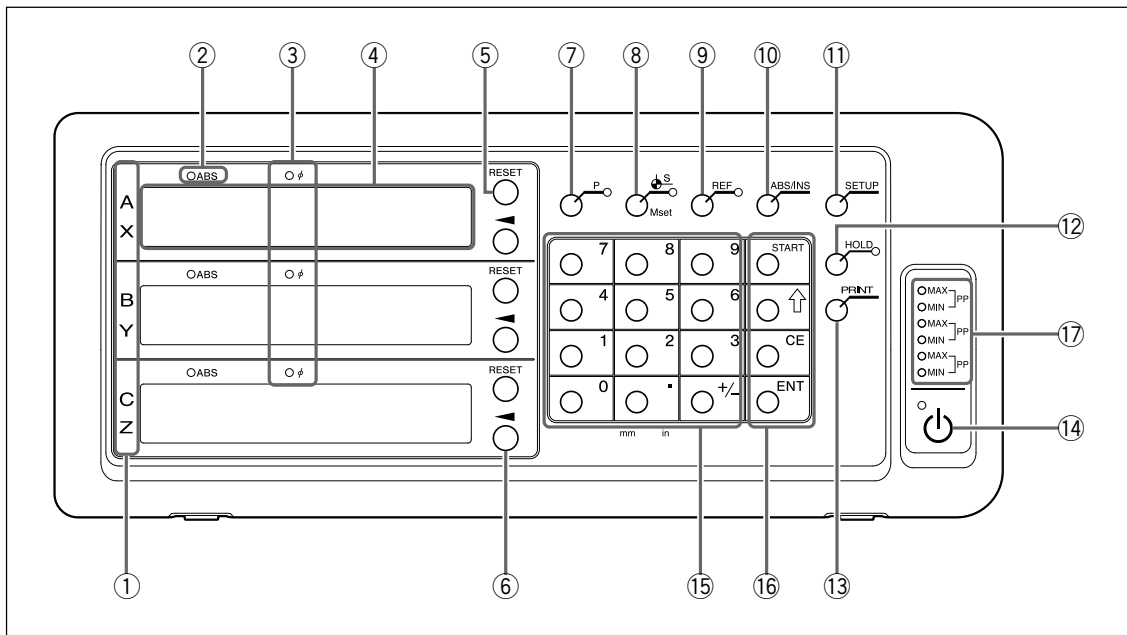 ② ③ ④ ⑤ ⑦ ⑧ ⑨ ⑩ ⑪
ABS ϕ RESET
A
X
P S REF ABS/INS SETUP
Mset
HOLD ⑫
PRINT
ABS ϕ RESET
B
Y
ABS ϕ RESET
C
Z
7 8 9 START
4 5 6 ⇧
1 2 3 CE
0 . +/- ENT
mm in
MAX PP
MIN
MAX PP
MIN
MAX PP
MIN
⑰
⑭
① ⑥ ⑮ ⑯ ⑬